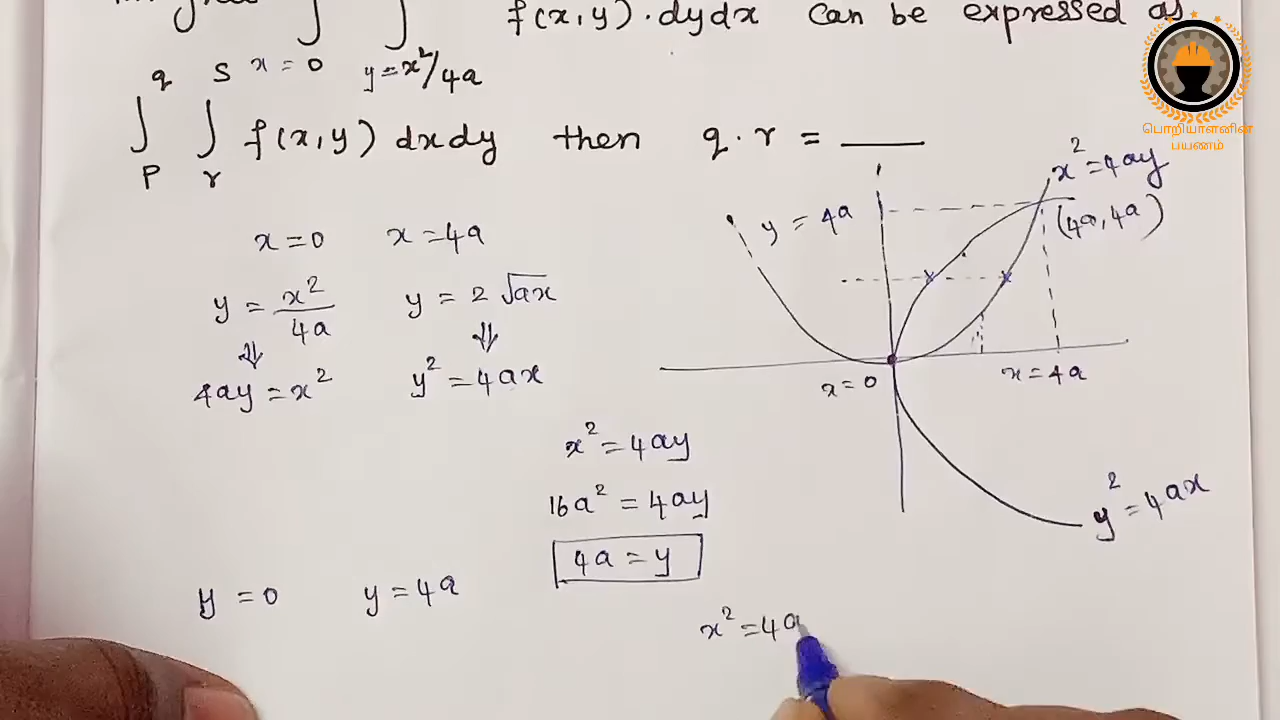 ∫ ∫ f(x,y).dydx can be expressed as
x=0 y=x²/4a
q s
∫ ∫ f(x,y) dxdy then q.r = ____
p r
பொறியாளனின்
பயணம்
x=0 x=4a
y = x²/4a y = 2√ax
⇓ ⇓
4ay = x² y² = 4ax
x² = 4ay
16a² = 4ay
4a = y
y = 0 y = 4a
x² = 4a
x² = 4ay
y = 4a
(4a, 4a)
x=0 x=4a
y² = 4ax